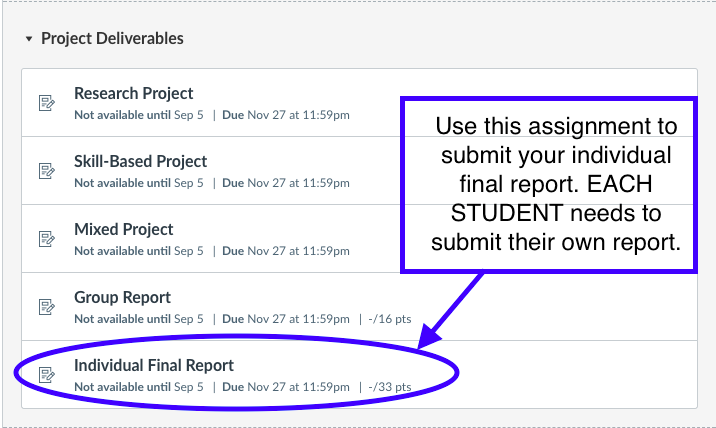 Project Deliverables
Research Project
Not available until Sep 5 | Due Nov 27 at 11:59pm
Skill-Based Project
Not available until Sep 5 | Due Nov 27 at 11:59pm
Mixed Project
Not available until Sep 5 | Due Nov 27 at 11:59pm
Group Report
Not available until Sep 5 | Due Nov 27 at 11:59pm | -/16 pts
Individual Final Report
Not available until Sep 5 | Due Nov 27 at 11:59pm | -/33 pts
Use this assignment to
submit your individual
final report. EACH
STUDENT needs to
submit their own report.